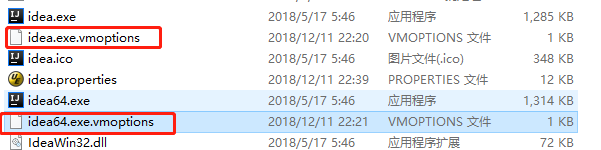 idea.exe 2018/5/17 5:46 应用程序 1,285 KB
idea.exe.vmoptions 2018/12/11 22:20 VMOPTIONS 文件 1 KB
idea.ico 2018/5/17 5:46 图片文件(.ico) 348 KB
idea.properties 2018/12/11 22:39 PROPERTIES 文件 12 KB
idea64.exe 2018/5/17 5:46 应用程序 1,314 KB
idea64.exe.vmoptions 2018/12/11 22:21 VMOPTIONS 文件 1 KB
IdeaWin32.dll 2018/5/17 5:46 应用程序扩展 72 KB